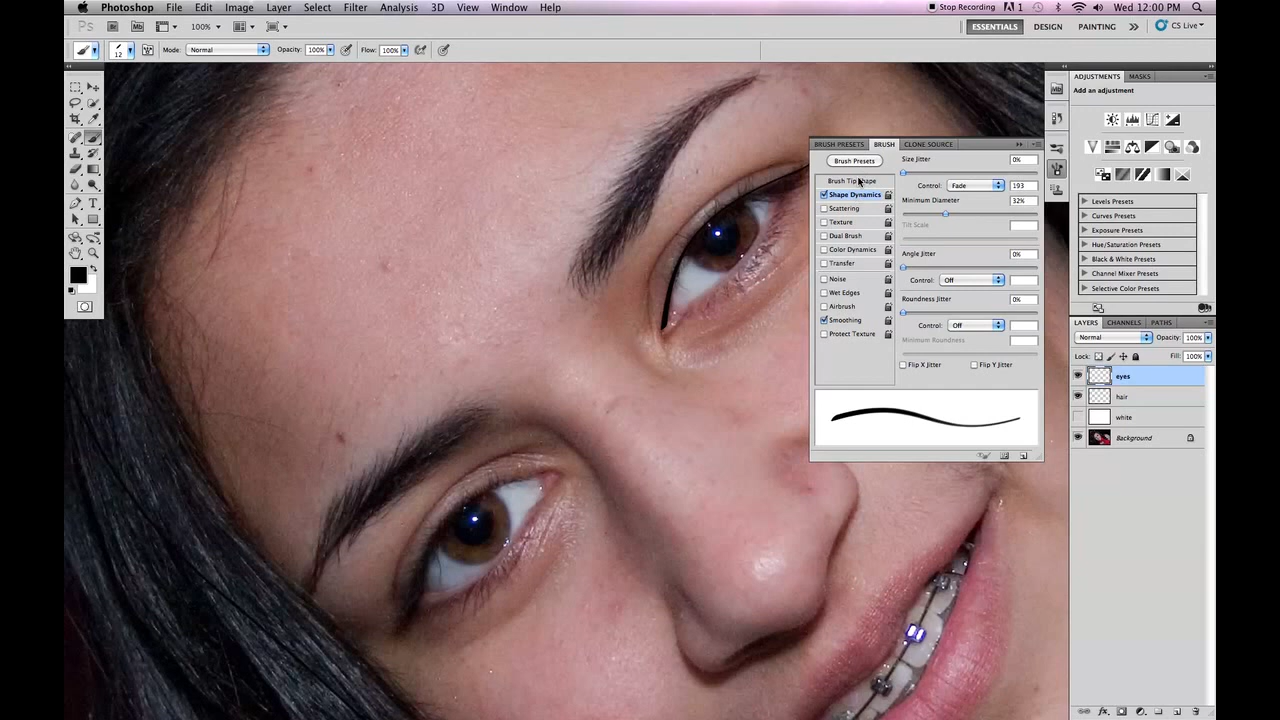 Photoshop File Edit Image Layer Select Filter Analysis 3D View Window Help Stop Recording 1 Wed 12:00 PM
Ps Br Mb 100% ESSENTIALS DESIGN PAINTING CS Live
12 Mode: Normal Opacity: 100% Flow: 100%
ADJUSTMENTS MASKS
Add an adjustment
BRUSH PRESETS BRUSH CLONE SOURCE
Brush Presets
Brush Tip Shape
Shape Dynamics
Scattering
Texture
Dual Brush
Color Dynamics
Transfer
Noise
Wet Edges
Airbrush
Smoothing
Protect Texture
Size Jitter 0%
Control: Fade 193
Minimum Diameter 32%
Tilt Scale
Angle Jitter 0%
Control: Off
Roundness Jitter 0%
Control: Off
Minimum Roundness
Flip X Jitter Flip Y Jitter
Levels Presets
Curves Presets
Exposure Presets
Hue/Saturation Presets
Black & White Presets
Channel Mixer Presets
Selective Color Presets
LAYERS CHANNELS PATHS
Normal Opacity: 100%
Lock: Fill: 100%
eyes
hair
white
Background